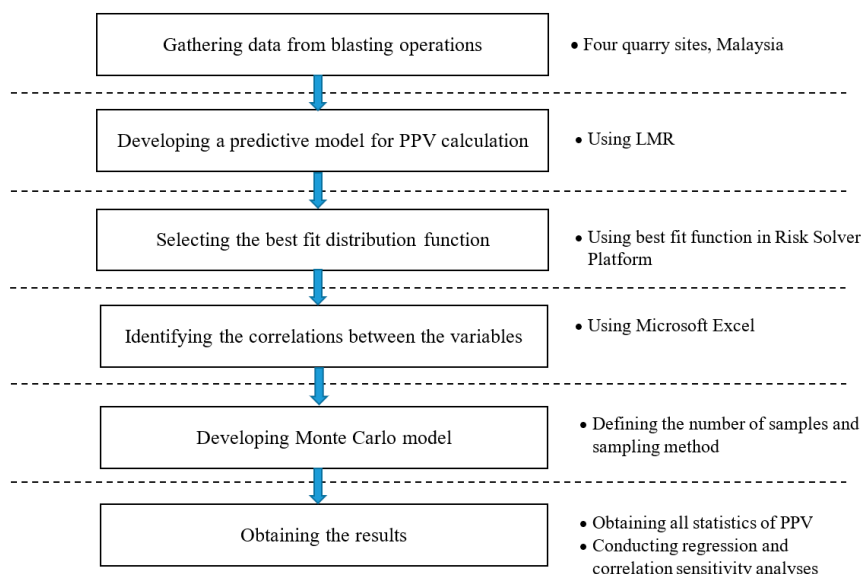 Gathering data from blasting operations
• Four quarry sites, Malaysia
Developing a predictive model for PPV calculation
• Using LMR
Selecting the best fit distribution function
• Using best fit function in Risk Solver
Platform
Identifying the correlations between the variables
• Using Microsoft Excel
Developing Monte Carlo model
• Defining the number of samples and
sampling method
Obtaining the results
• Obtaining all statistics of PPV
• Conducting regression and
correlation sensitivity analyses